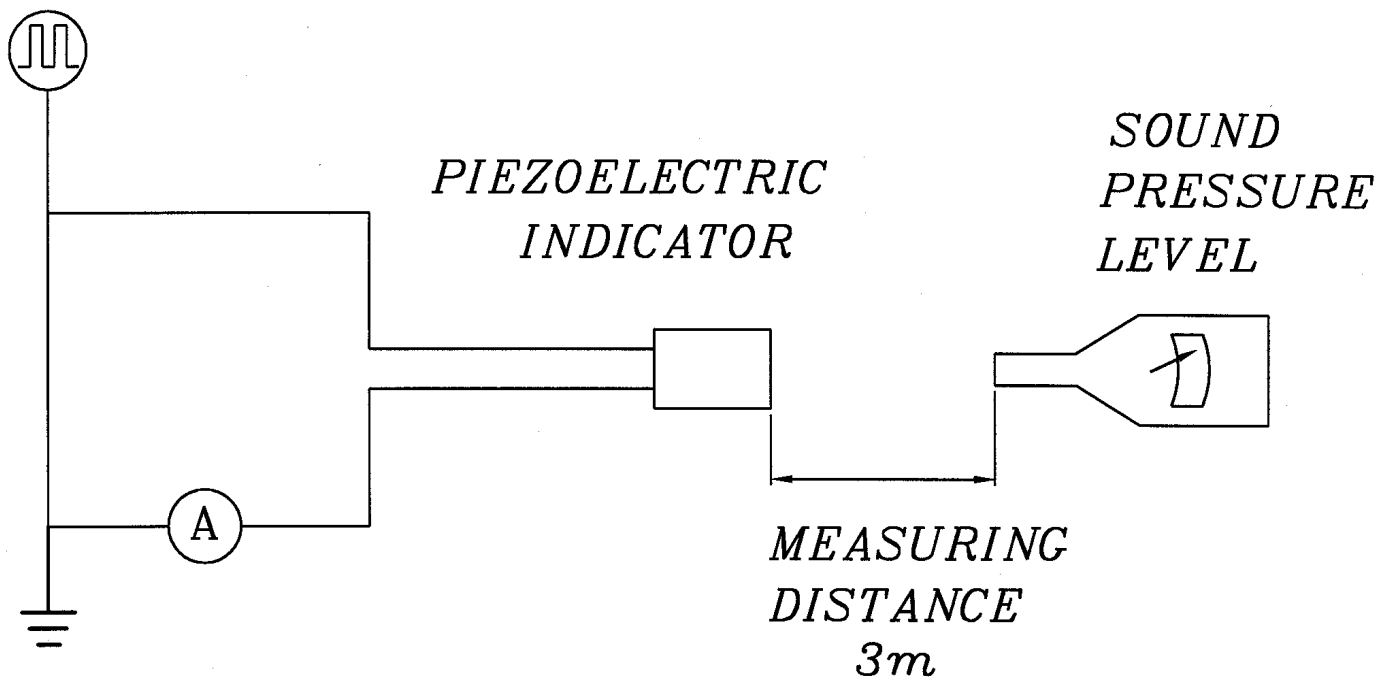 PIEZOELECTRIC
INDICATOR
SOUND
PRESSURE
LEVEL
A
MEASURING
DISTANCE
3m